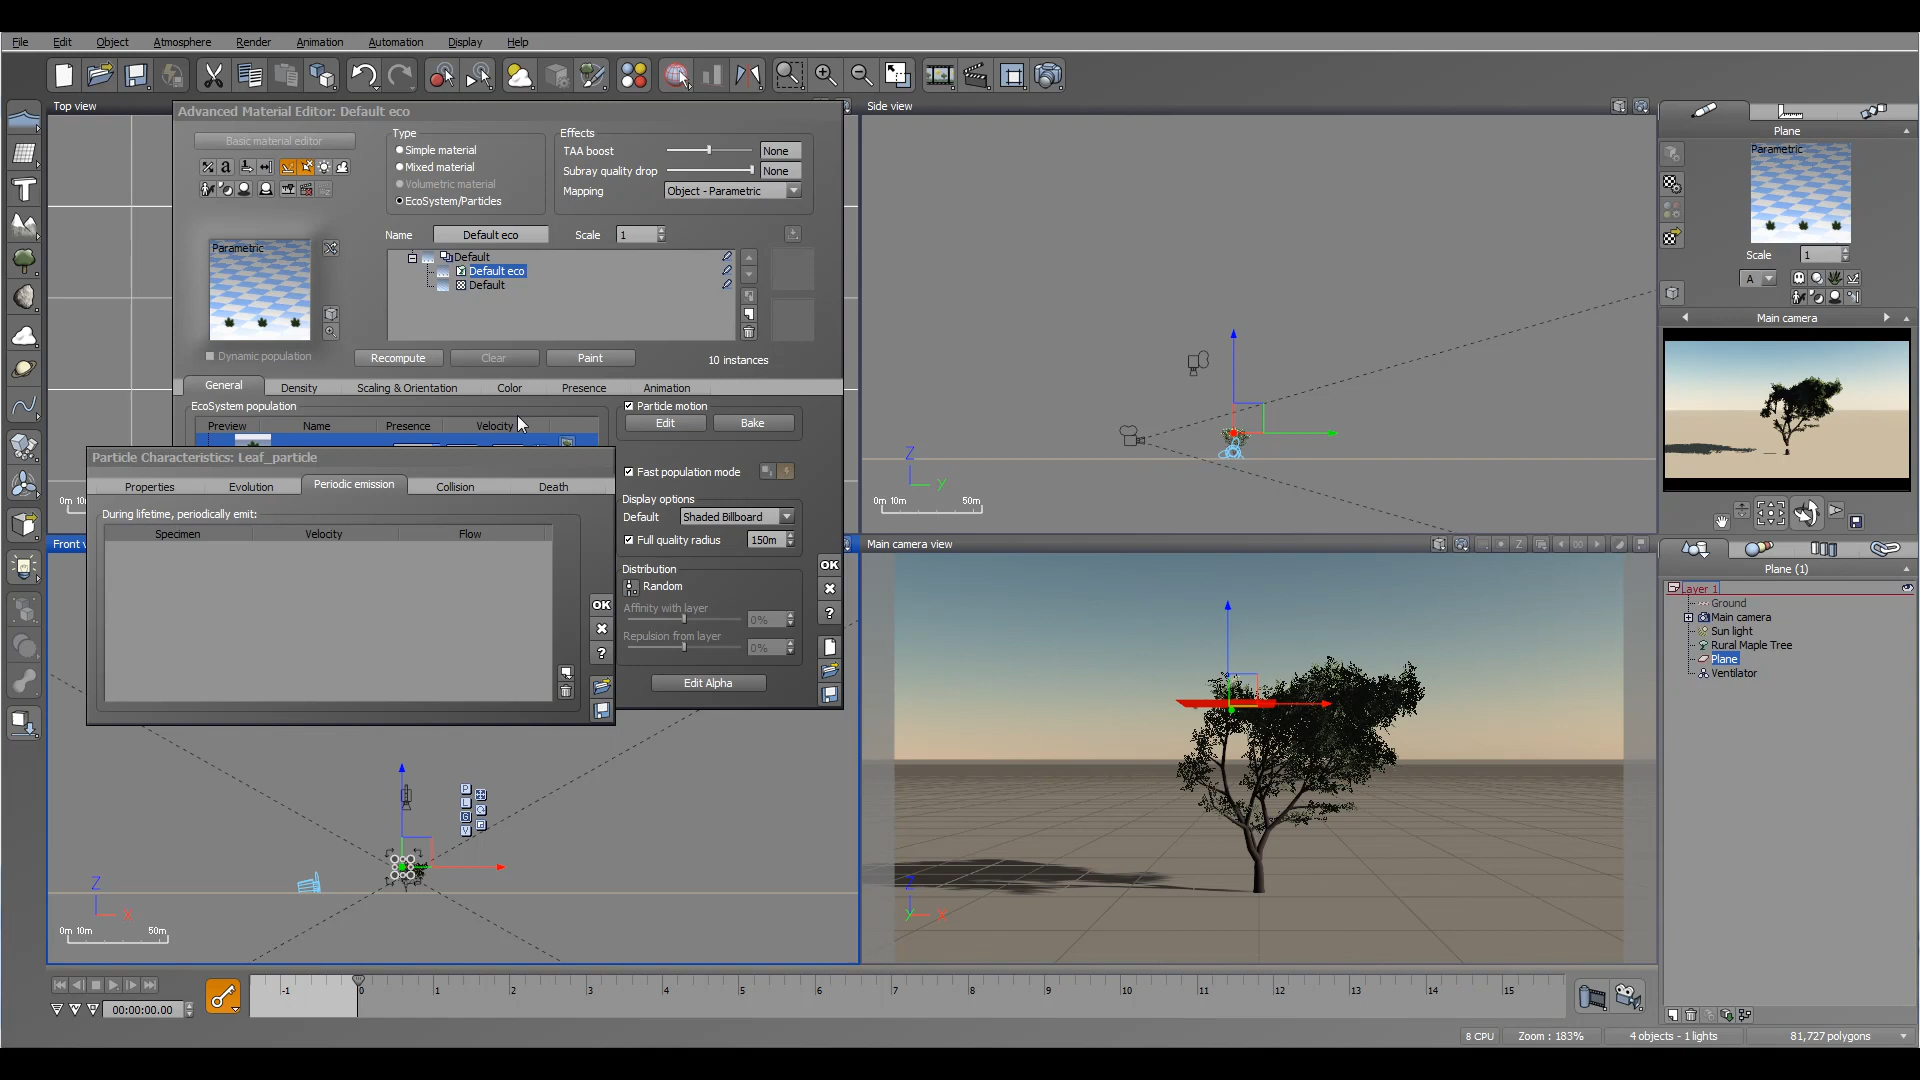 File Edit Object Atmosphere Render Animation Automation Display Help
Top view
Side view
Advanced Material Editor: Default eco
Basic material editor
Type
Simple material
Mixed material
Volumetric material
EcoSystem/Particles
Effects
TAA boost None
Subray quality drop None
Mapping Object - Parametric
Name Default eco Scale 1
Parametric
Default
Default eco
Default
Dynamic population
Recompute Clear Paint 10 instances
General Density Scaling & Orientation Color Presence Animation
EcoSystem population
Preview Name Presence Velocity
Particle motion
Edit Bake
Fast population mode
Display options
Default Shaded Billboard
Full quality radius 150m
Distribution
Random
Affinity with layer 0%
Repulsion from layer 0%
Edit Alpha
OK
?
Particle Characteristics: Leaf_particle
Properties Evolution Periodic emission Collision Death
During lifetime, periodically emit:
Specimen Velocity Flow
OK
?
0m 10m
Front v
Z
X
0m 10m 50m
Z
Y
0m 10m 50m
Main camera view
Z
Y X
Plane
Parametric
Scale 1
A
Main camera
Plane (1)
Layer 1
Ground
Main camera
Sun light
Rural Maple Tree
Plane
Ventilator
00:00:00.00
-1 0 1 2 3 4 5 6 7 8 9 10 11 12 13 14 15
8 CPU Zoom : 183% 4 objects - 1 lights 81,727 polygons